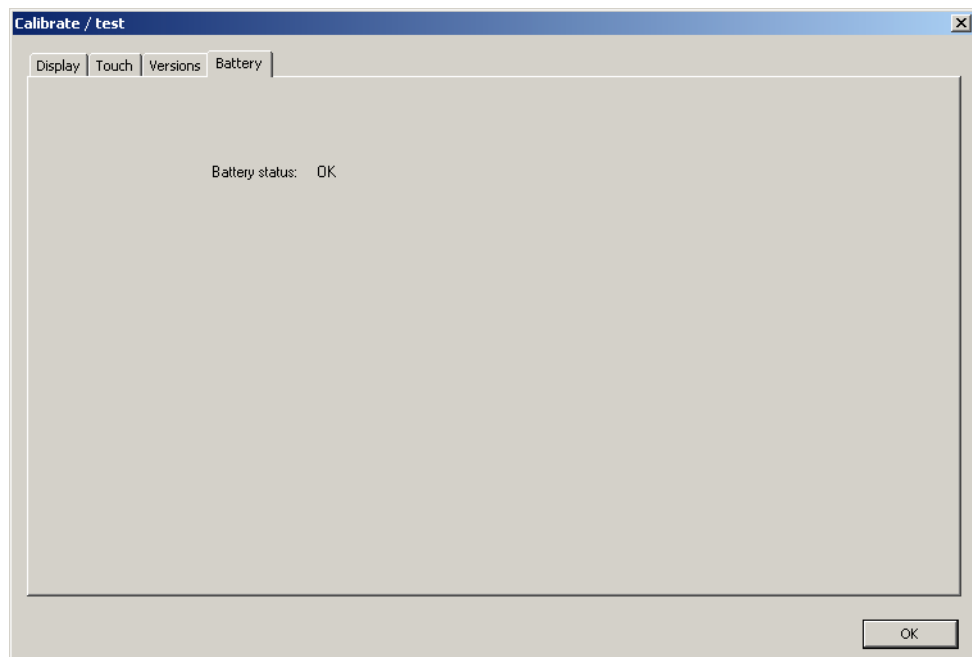 Calibrate / test
Display Touch Versions Battery
Battery status: OK
OK